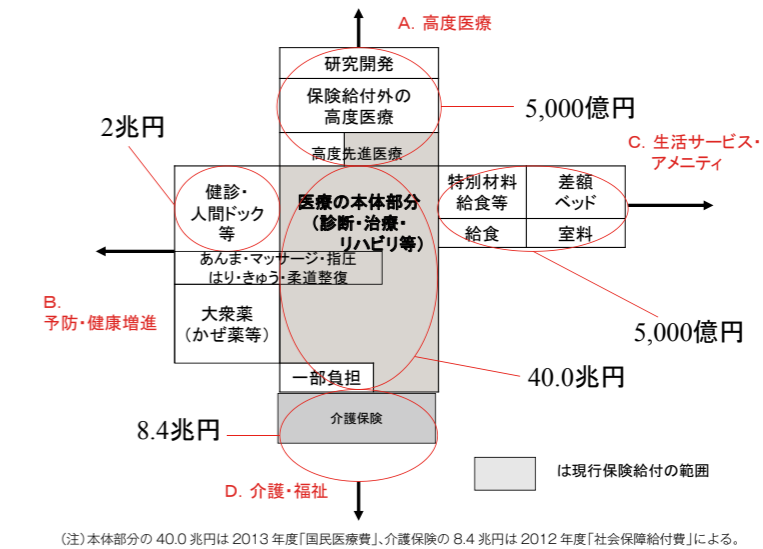 A. 高度医療
研究開発
保険給付外の
高度医療
5,000億円
2兆円
高度先進医療
C. 生活サービス・
アメニティ
健診・
人間ドック
等
医療の本体部分
(診断・治療・
リハビリ等)
特別材料
給食等
差額
ベッド
給食
室料
あんま・マッサージ・指圧
はり・きゅう・柔道整復
B.
予防・健康増進
大衆薬
(かぜ薬等)
5,000億円
一部負担
40.0兆円
介護保険
8.4兆円
は現行保険給付の範囲
D. 介護・福祉
(注)本体部分の 40.0 兆円は 2013 年度「国民医療費」、介護保険の 8.4 兆円は 2012 年度「社会保障給付費」による。